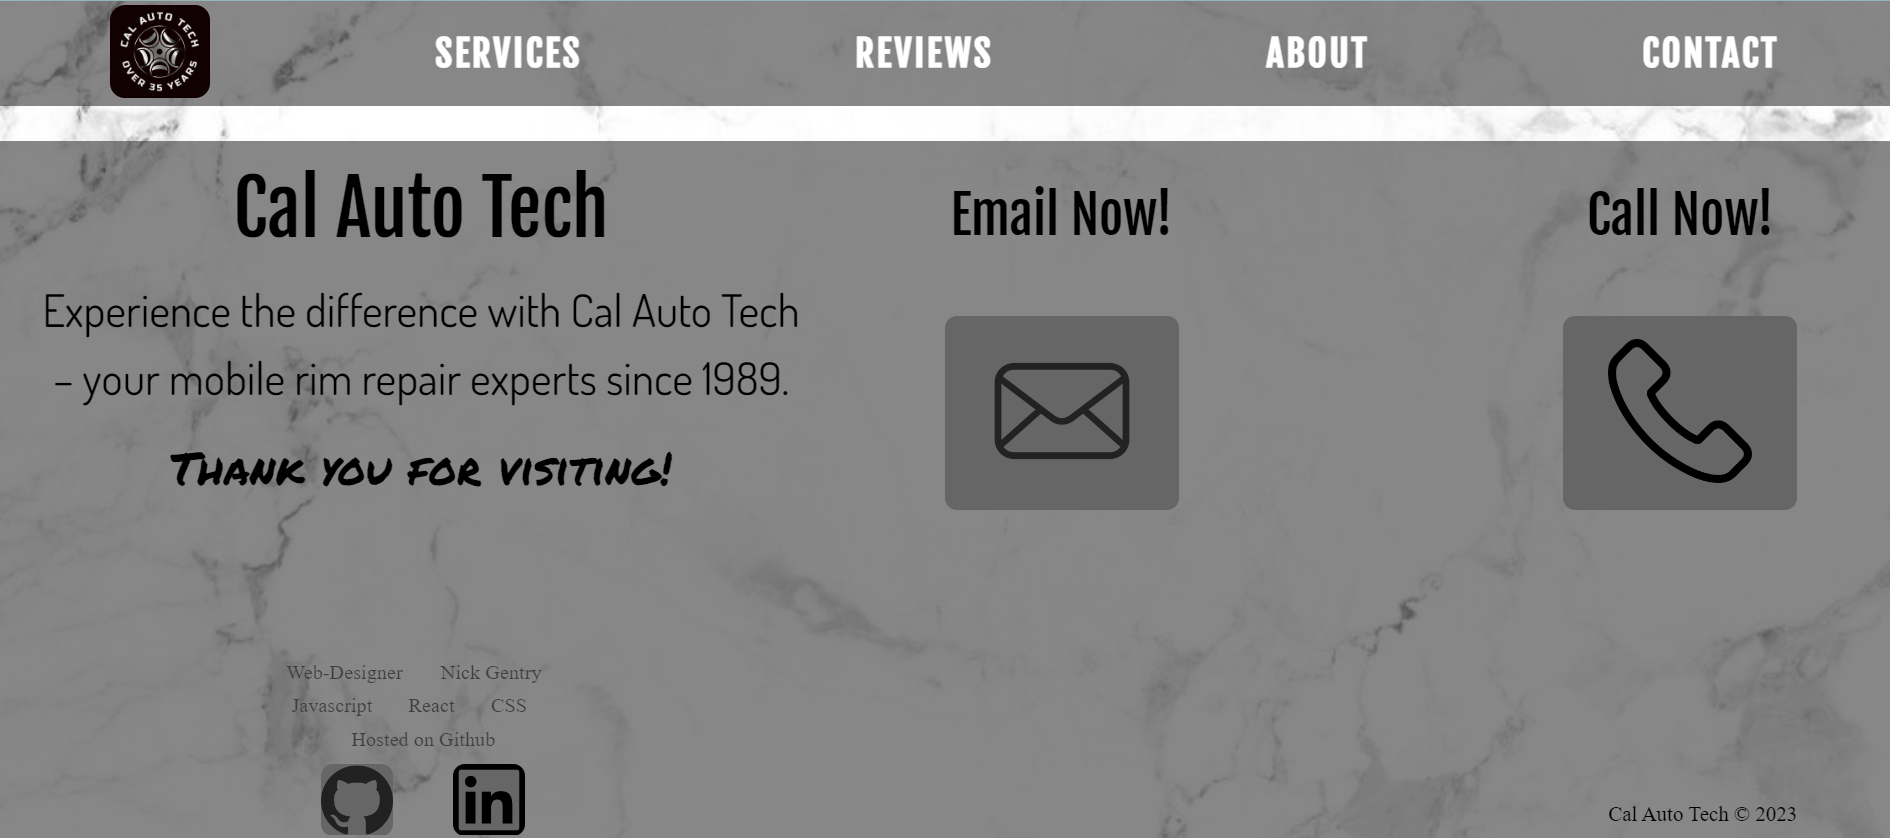 CAL AUTO TECH
OVER 35 YEARS
SERVICES
REVIEWS
ABOUT
CONTACT
Cal Auto Tech
Experience the difference with Cal Auto Tech
– your mobile rim repair experts since 1989.
THANK YOU FOR VISITING!
Email Now!
Call Now!
Web-Designer Nick Gentry
Javascript React CSS
Hosted on Github
in
Cal Auto Tech © 2023